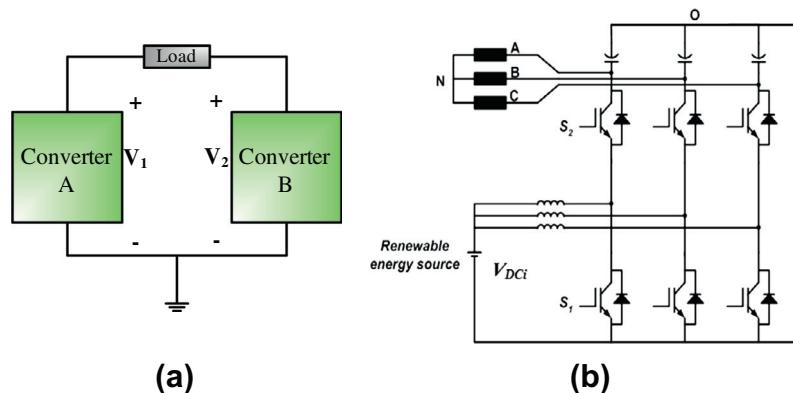 Load
+
+
Converter
A
V1
V2
Converter
B
-
-
(a)
O
A
N
B
C
S2
Renewable
energy source
VDCi
S1
(b)